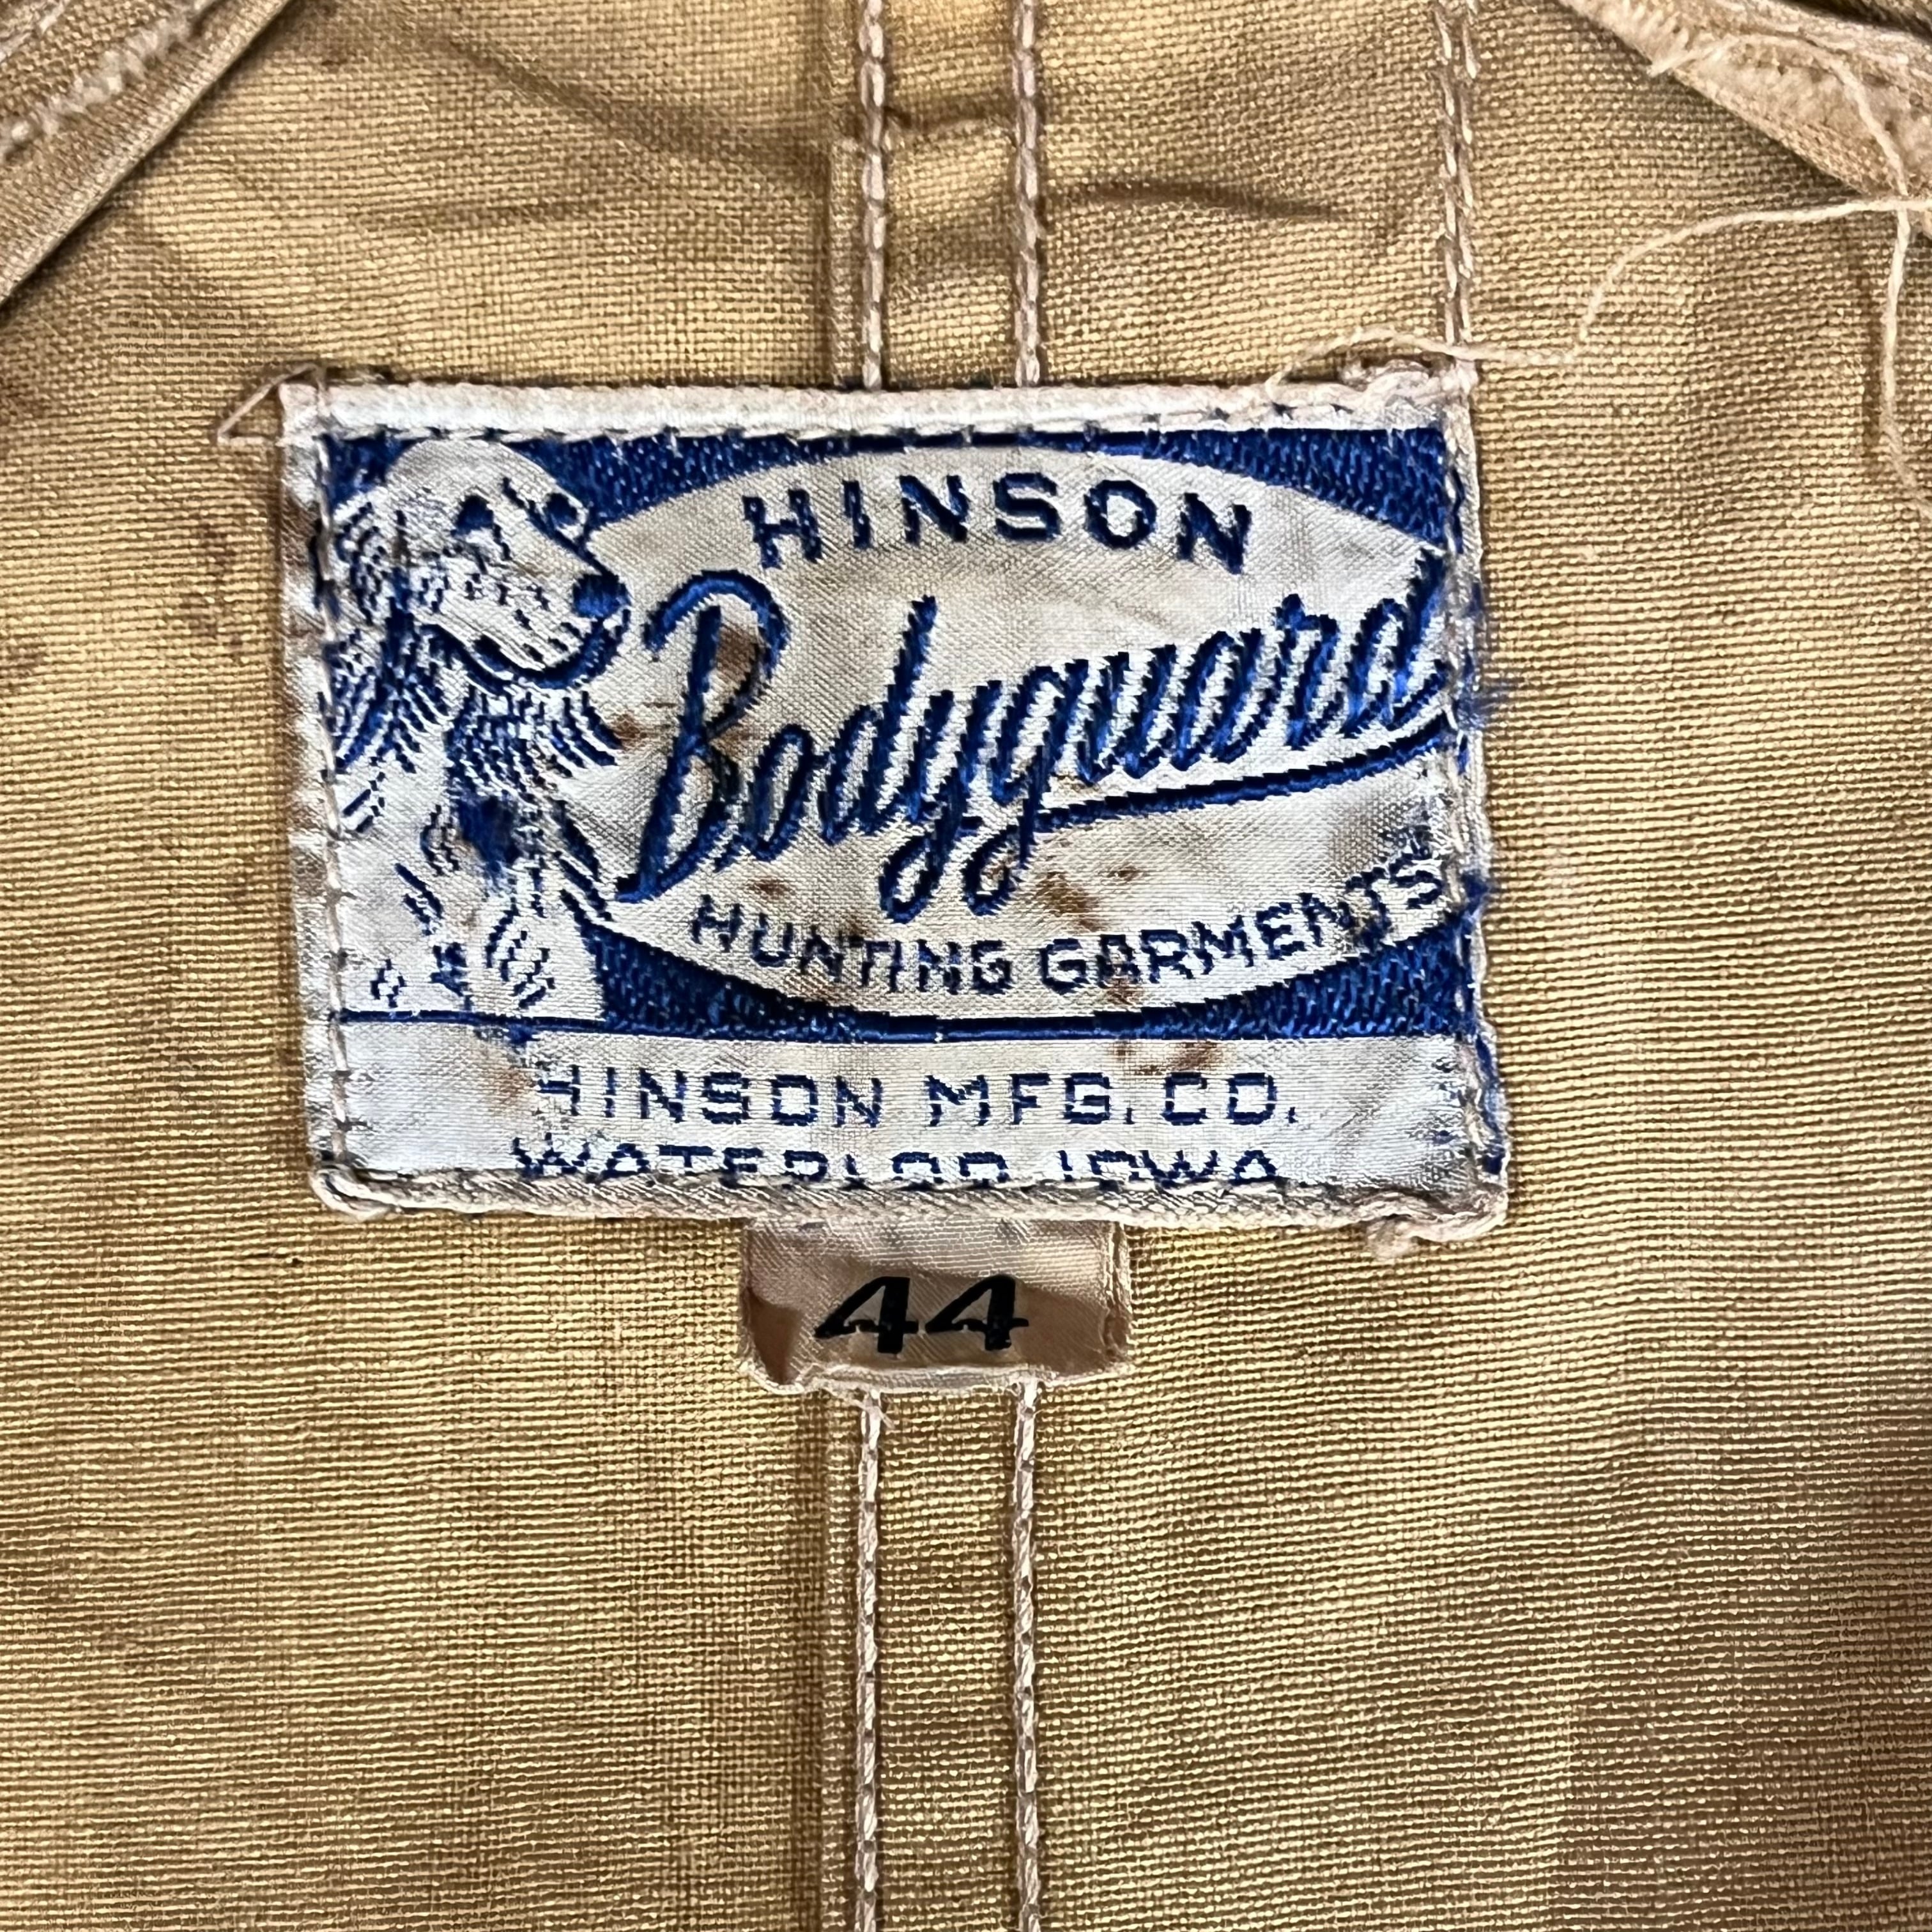 HINSON
Bodyguard
HUNTING GARMENTS
HINSON MFG. CO.
WATERLOO, IOWA
44